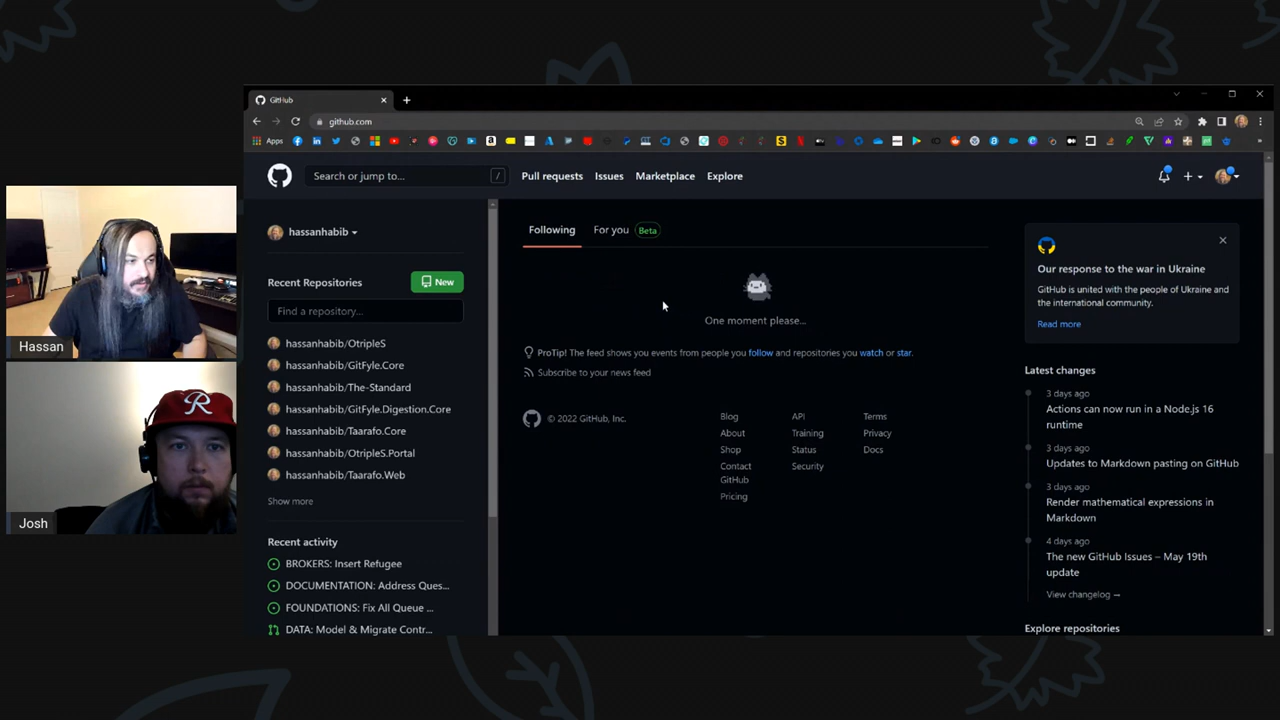 GitHub
github.com
Apps
Search or jump to...
/
Pull requests
Issues
Marketplace
Explore
hassanhabib
Recent Repositories
New
Find a repository...
hassanhabib/OtripleS
hassanhabib/GitFyle.Core
hassanhabib/The-Standard
hassanhabib/GitFyle.Digestion.Core
hassanhabib/Taarafo.Core
hassanhabib/OtripleS.Portal
hassanhabib/Taarafo.Web
Show more
Recent activity
BROKERS: Insert Refugee
DOCUMENTATION: Address Ques...
FOUNDATIONS: Fix All Queue ...
DATA: Model & Migrate Contr...
Following
For you
Beta
One moment please...
ProTip! The feed shows you events from people you follow and repositories you watch or star.
Subscribe to your news feed
© 2022 GitHub, Inc.
Blog
About
Shop
Contact
GitHub
Pricing
API
Training
Status
Security
Terms
Privacy
Docs
Our response to the war in Ukraine
GitHub is united with the people of Ukraine and
the international community.
Read more
Latest changes
3 days ago
Actions can now run in a Node.js 16
runtime
3 days ago
Updates to Markdown pasting on GitHub
3 days ago
Render mathematical expressions in
Markdown
4 days ago
The new GitHub Issues – May 19th
update
View changelog →
Explore repositories
Hassan
R
Josh